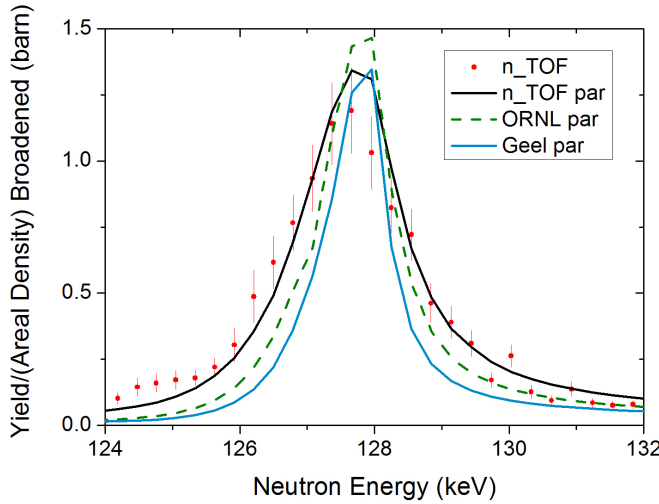 Yield/(Areal Density) Broadened (barn)
1.5
1.0
0.5
0.0
n_TOF
n_TOF par
ORNL par
Geel par
124
126
128
130
132
Neutron Energy (keV)